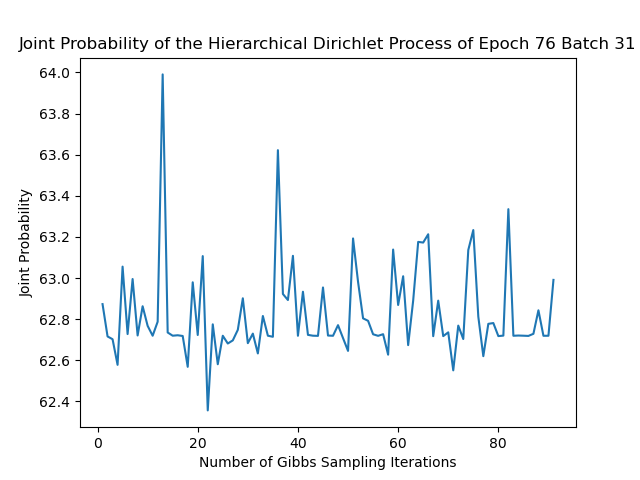 Joint Probability of the Hierarchical Dirichlet Process of Epoch 76 Batch 31
64.0
63.8
63.6
63.4
63.2
63.0
62.8
62.6
62.4
Joint Probability
0 20 40 60 80
Number of Gibbs Sampling Iterations